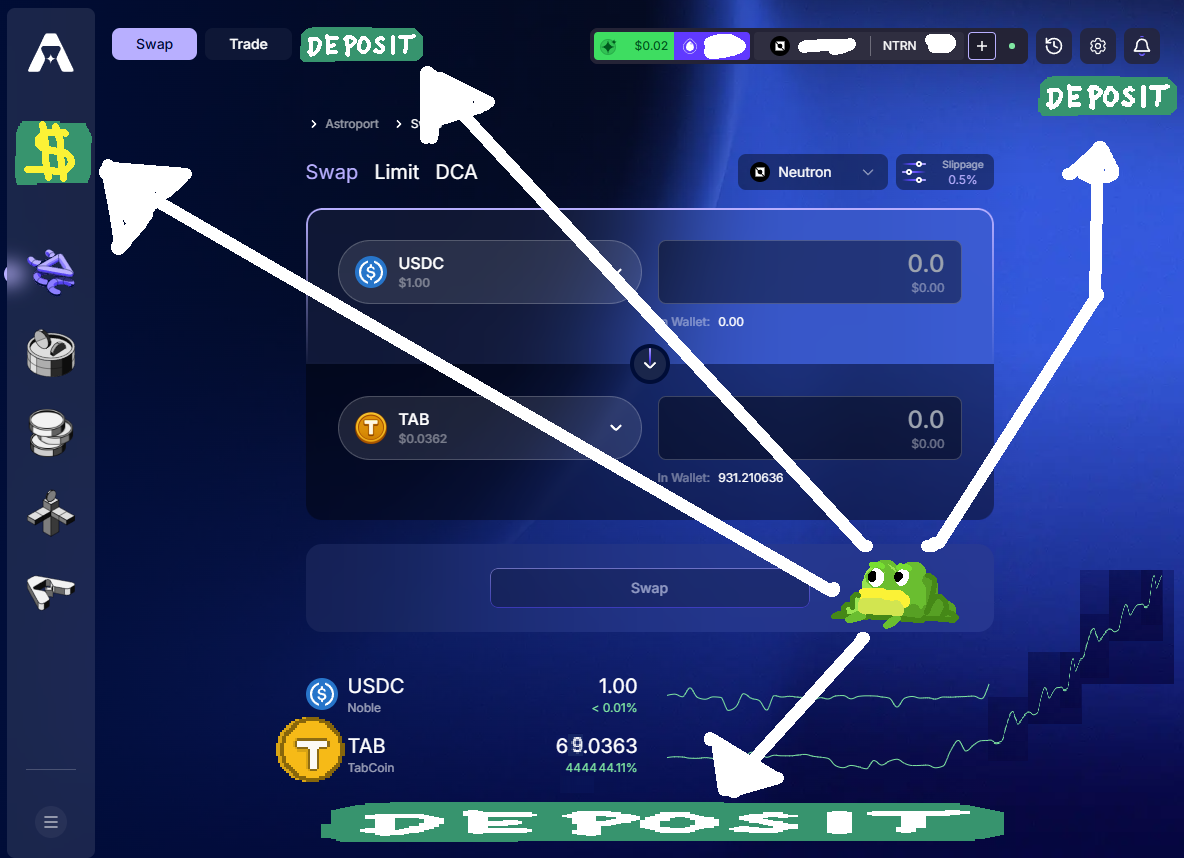 Swap Trade DEPOSIT $0.02 NTRN +
DEPOSIT
$
> Astroport >
Swap Limit DCA
Neutron
Slippage
0.5%
USDC
$1.00
0.0
$0.00
Wallet: 0.00
TAB
$0.0362
0.0
$0.00
In Wallet: 931.210636
Swap
USDC 1.00
Noble < 0.01%
T TAB 69.0363
TabCoin 444444.11%
DEPOSIT